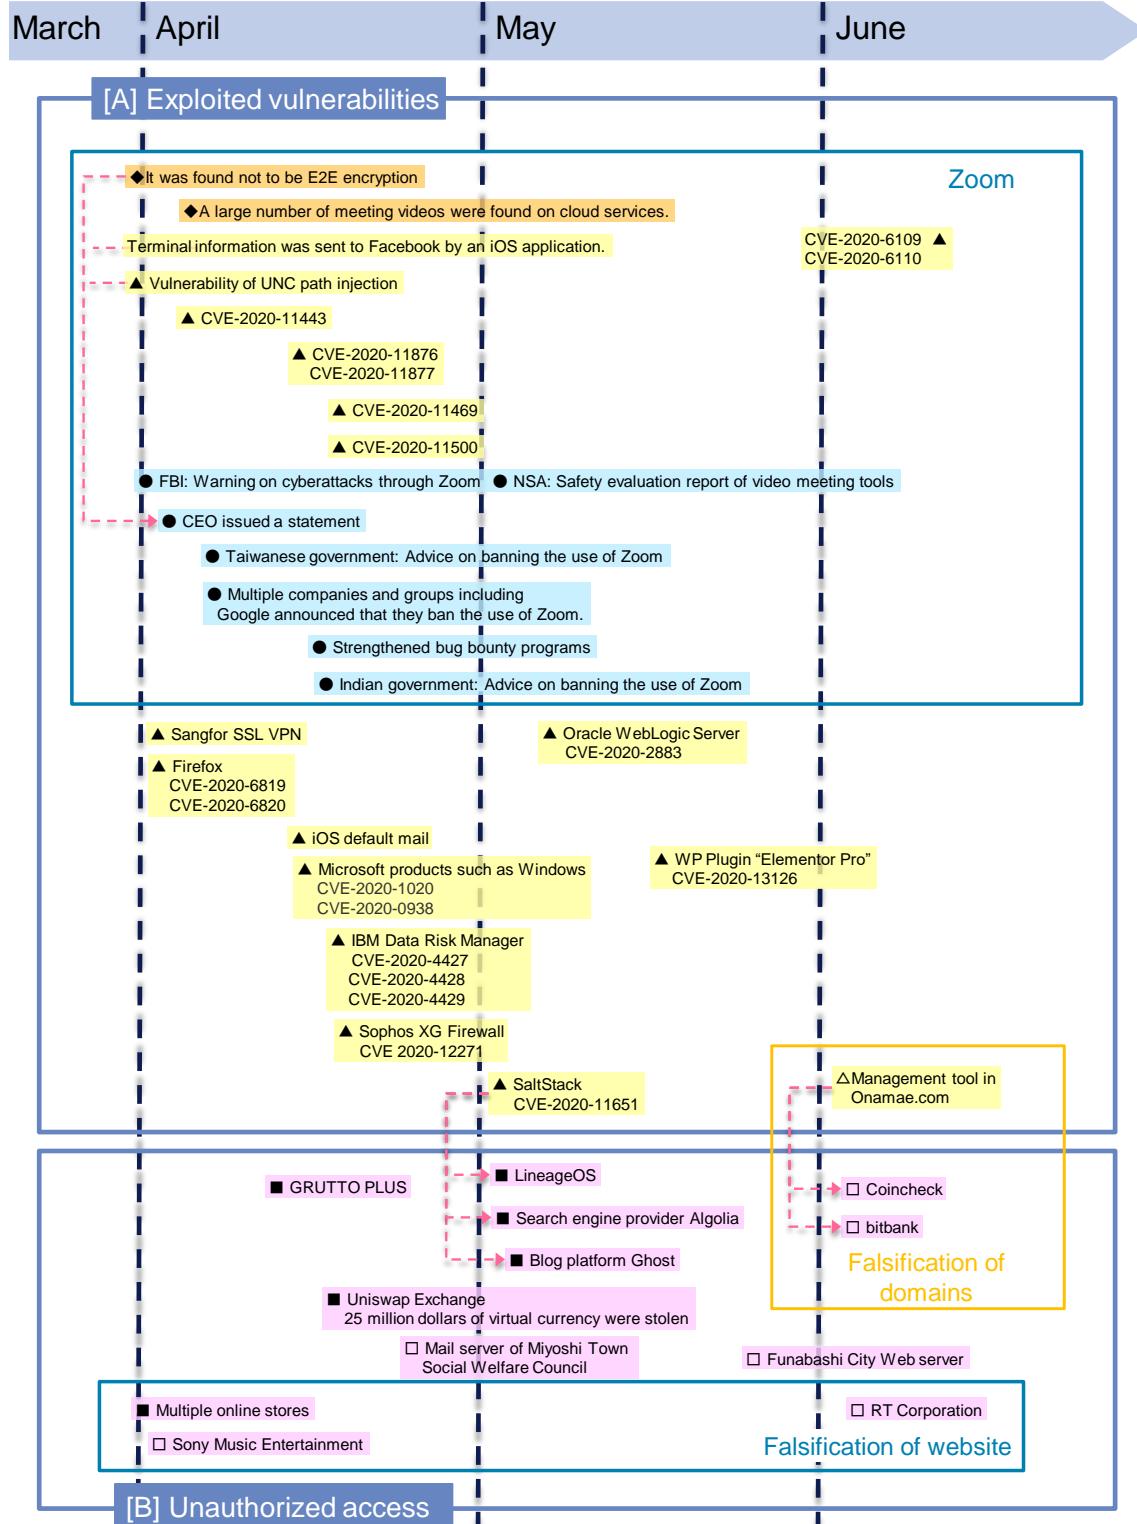 March
April
May
June
[A] Exploited vulnerabilities
Zoom
◆It was found not to be E2E encryption
◆A large number of meeting videos were found on cloud services.
Terminal information was sent to Facebook by an iOS application.
CVE-2020-6109 ▲
CVE-2020-6110
▲ Vulnerability of UNC path injection
▲ CVE-2020-11443
▲ CVE-2020-11876
CVE-2020-11877
▲ CVE-2020-11469
▲ CVE-2020-11500
● FBI: Warning on cyberattacks through Zoom
● NSA: Safety evaluation report of video meeting tools
● CEO issued a statement
● Taiwanese government: Advice on banning the use of Zoom
● Multiple companies and groups including
Google announced that they ban the use of Zoom.
● Strengthened bug bounty programs
● Indian government: Advice on banning the use of Zoom
▲ Sangfor SSL VPN
▲ Oracle WebLogic Server
CVE-2020-2883
▲ Firefox
CVE-2020-6819
CVE-2020-6820
▲ iOS default mail
▲ Microsoft products such as Windows
CVE-2020-1020
CVE-2020-0938
▲ WP Plugin “Elementor Pro”
CVE-2020-13126
▲ IBM Data Risk Manager
CVE-2020-4427
CVE-2020-4428
CVE-2020-4429
▲ Sophos XG Firewall
CVE 2020-12271
▲ SaltStack
CVE-2020-11651
△Management tool in
Onamae.com
■ GRUTTO PLUS
■ LineageOS
■ Search engine provider Algolia
■ Blog platform Ghost
□ Coincheck
□ bitbank
Falsification of
domains
■ Uniswap Exchange
25 million dollars of virtual currency were stolen
□ Mail server of Miyoshi Town
Social Welfare Council
□ Funabashi City Web server
■ Multiple online stores
□ RT Corporation
□ Sony Music Entertainment
Falsification of website
[B] Unauthorized access